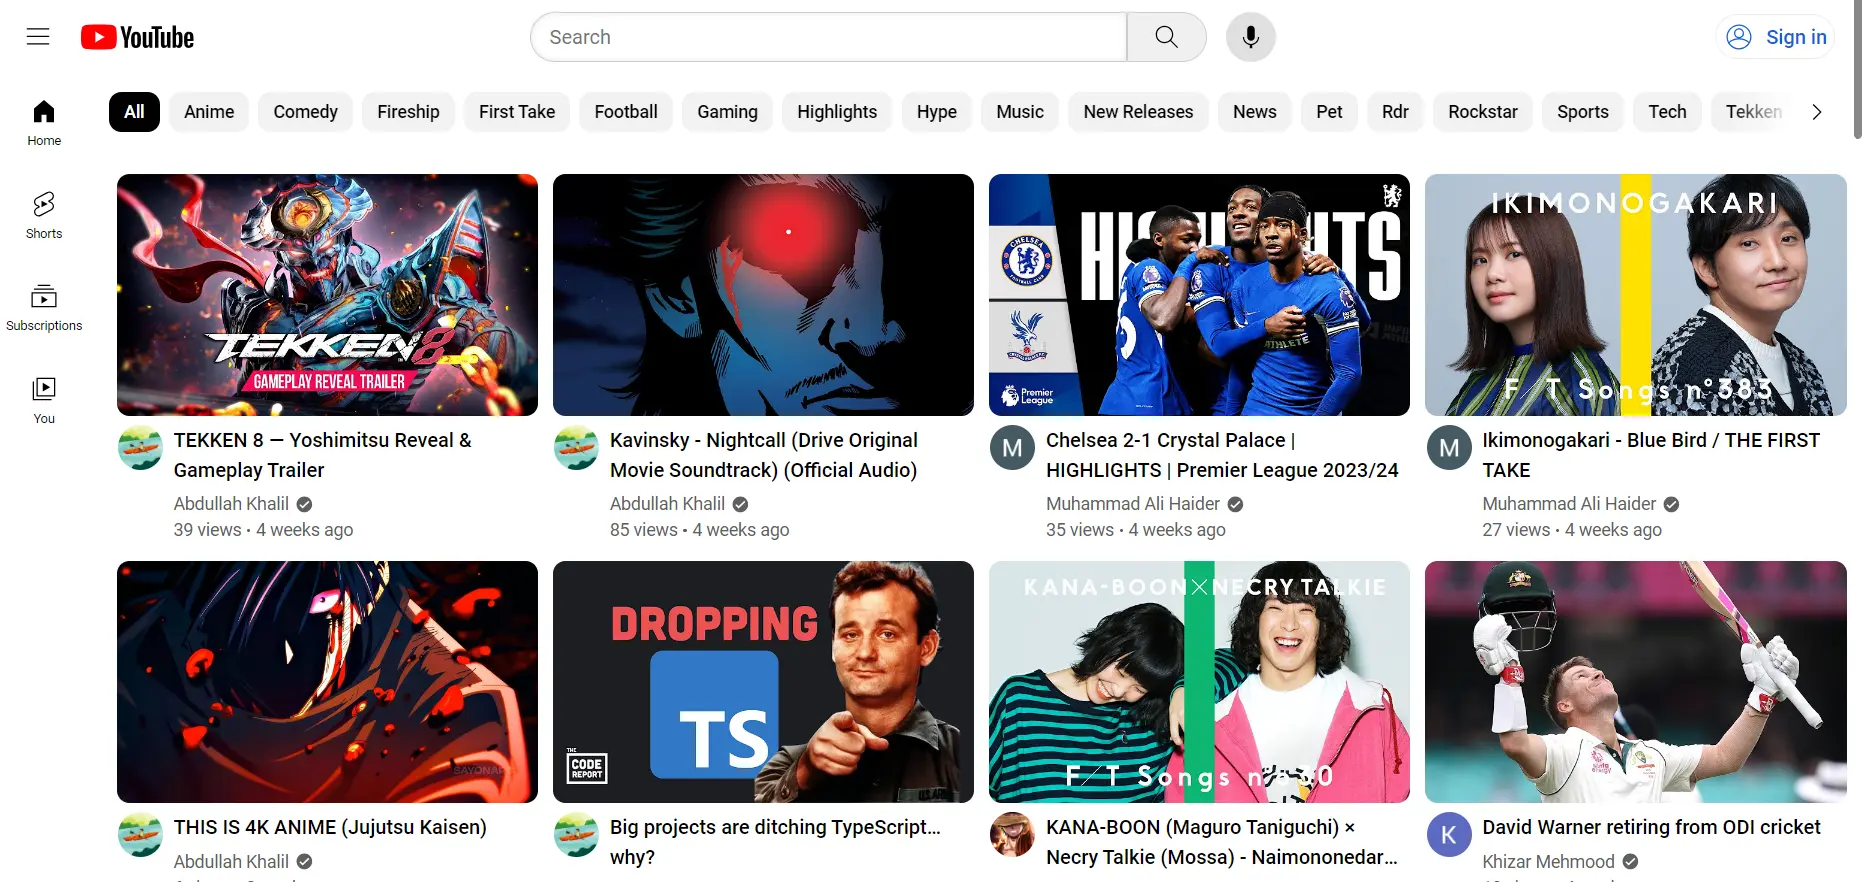 YouTube
Search
Sign in
Home
Shorts
Subscriptions
You
All
Anime
Comedy
Fireship
First Take
Football
Gaming
Highlights
Hype
Music
New Releases
News
Pet
Rdr
Rockstar
Sports
Tech
Tekken
TEKKEN 8
GAMEPLAY REVEAL TRAILER
TEKKEN 8 — Yoshimitsu Reveal &
Gameplay Trailer
Abdullah Khalil
39 views • 4 weeks ago
Kavinsky - Nightcall (Drive Original
Movie Soundtrack) (Official Audio)
Abdullah Khalil
85 views • 4 weeks ago
CHELSEA
Premier
League
ATHLETE
M
Chelsea 2-1 Crystal Palace |
HIGHLIGHTS | Premier League 2023/24
Muhammad Ali Haider
35 views • 4 weeks ago
IKIMONOGAKARI
F/T Songs n°383
M
Ikimonogakari - Blue Bird / THE FIRST
TAKE
Muhammad Ali Haider
27 views • 4 weeks ago
THIS IS 4K ANIME (Jujutsu Kaisen)
Abdullah Khalil
DROPPING
TS
THE
CODE
REPORT
Big projects are ditching TypeScript...
why?
KANA-BOON×NECRY TALKIE
F/T Songs
KANA-BOON (Maguro Taniguchi) ×
Necry Talkie (Mossa) - Naimononedar...
K
David Warner retiring from ODI cricket
Khizar Mehmood